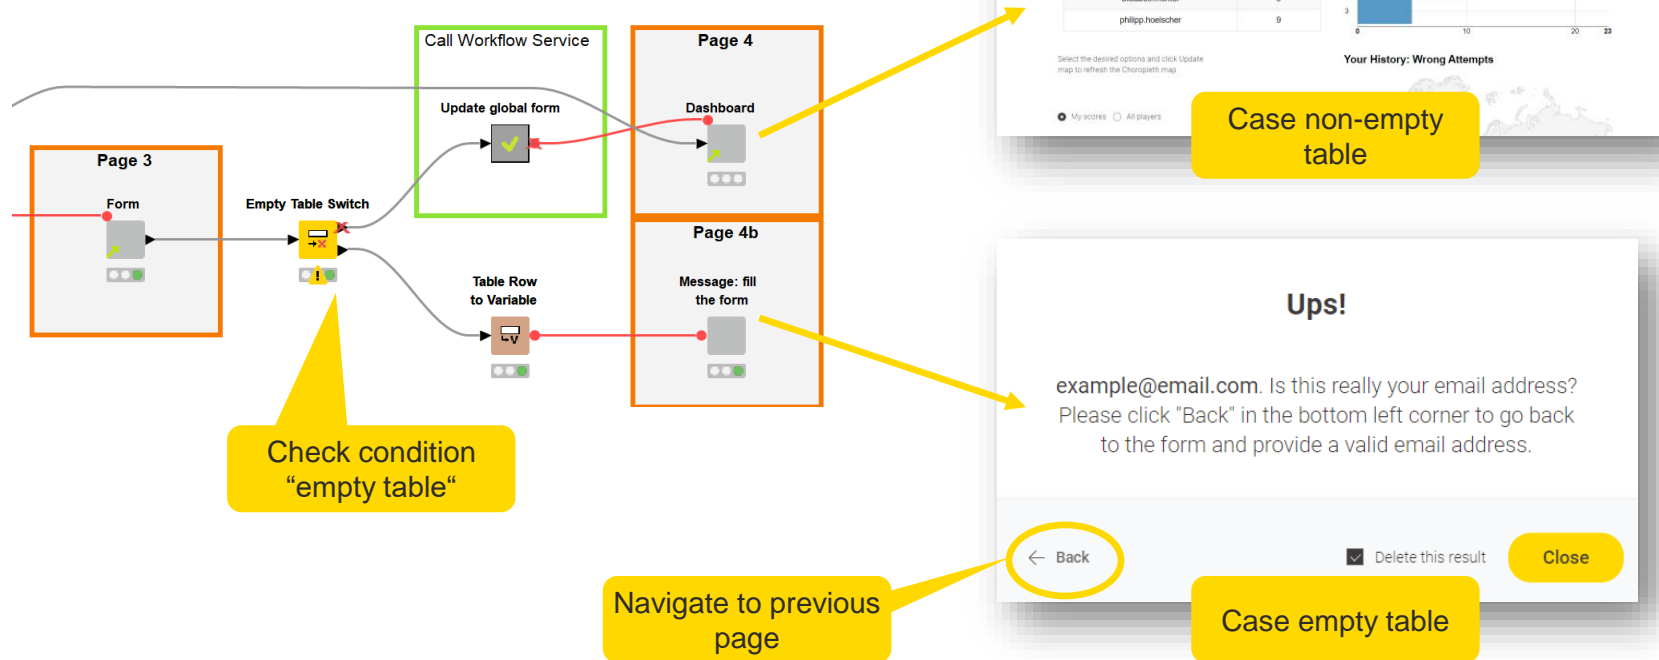 Call Workflow Service
Page 4
Update global form
Dashboard
Page 3
Form
Empty Table Switch
Page 4b
Table Row
to Variable
Message: fill
the form
Check condition
“empty table“
philipp.hoelscher
9
3
0
10
20
23
Select the desired options and click Update
map to refresh the Choropleth map
Your History: Wrong Attempts
My scores
All players
Case non-empty
table
Ups!
example@email.com. Is this really your email address?
Please click "Back" in the bottom left corner to go back
to the form and provide a valid email address.
← Back
Delete this result
Close
Navigate to previous
page
Case empty table